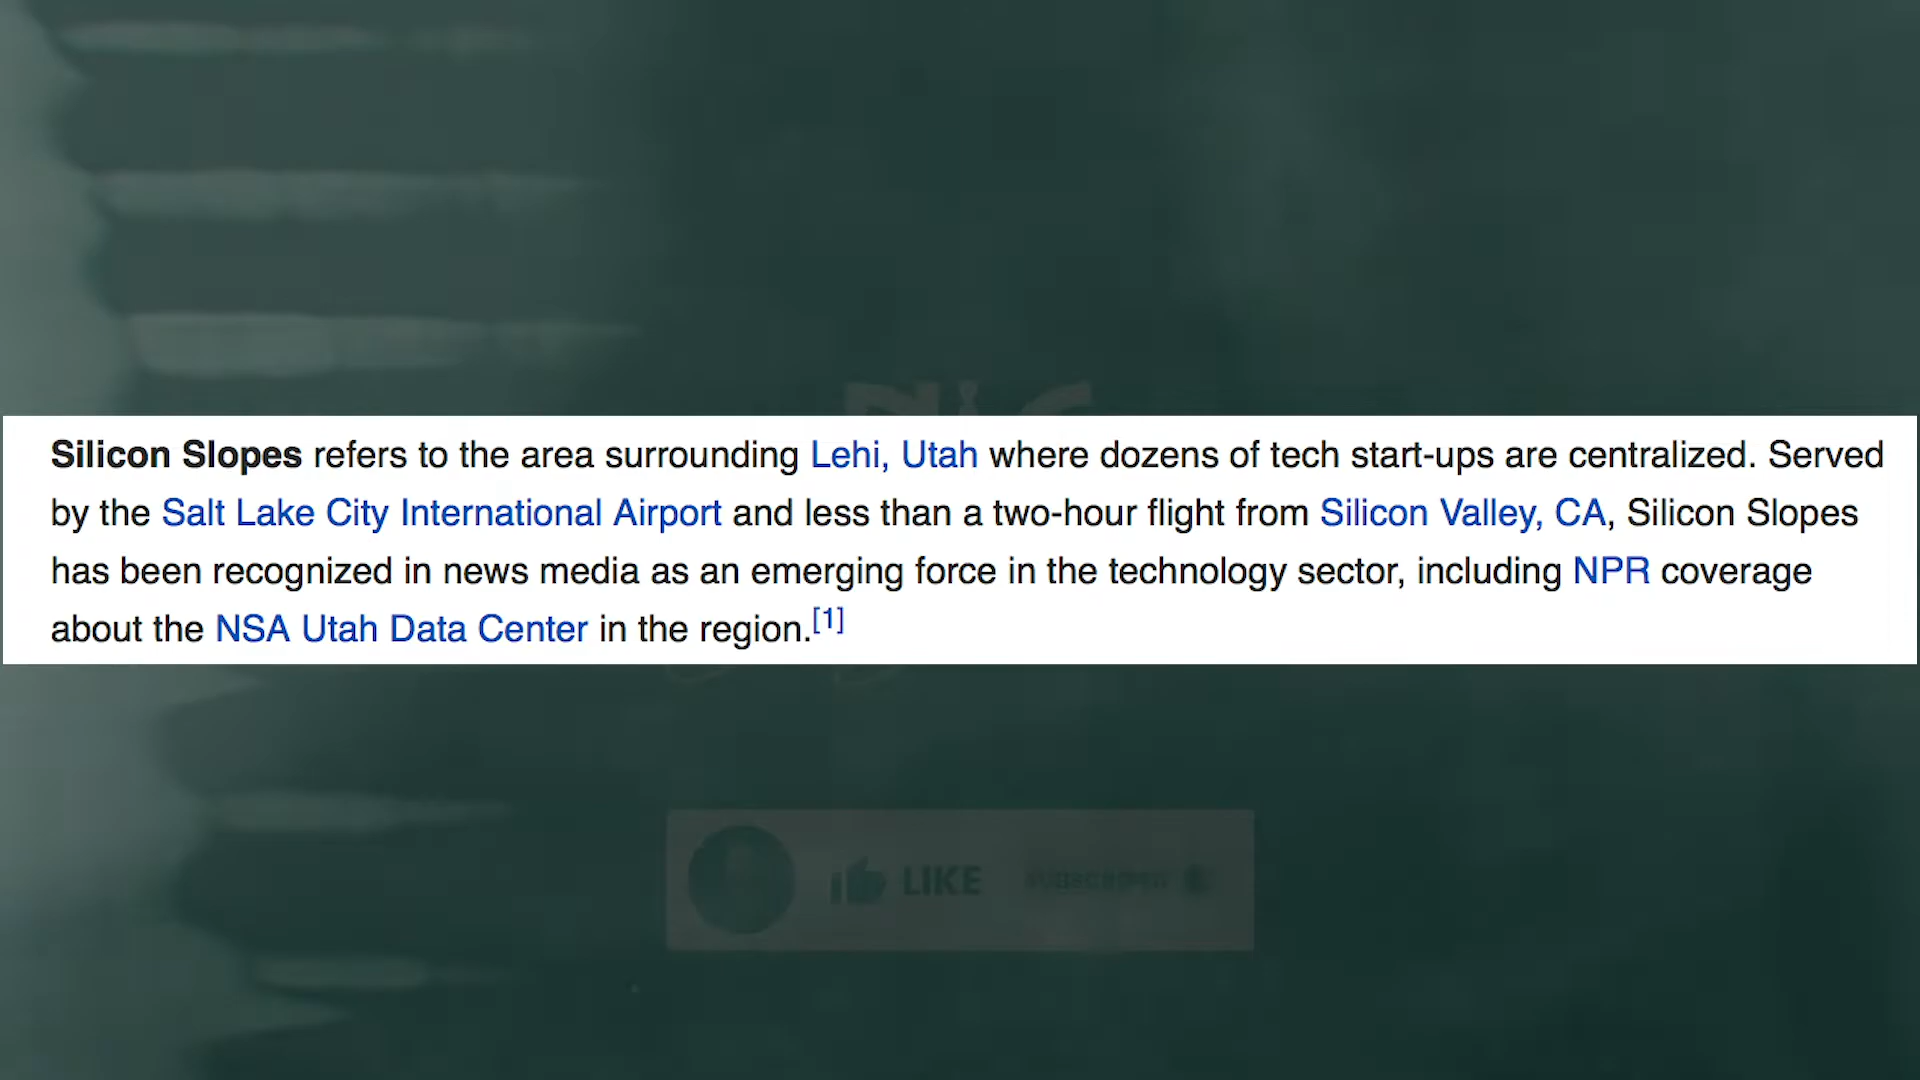 Silicon Slopes refers to the area surrounding Lehi, Utah where dozens of tech start-ups are centralized. Served
by the Salt Lake City International Airport and less than a two-hour flight from Silicon Valley, CA, Silicon Slopes
has been recognized in news media as an emerging force in the technology sector, including NPR coverage
about the NSA Utah Data Center in the region.[1]
LIKE